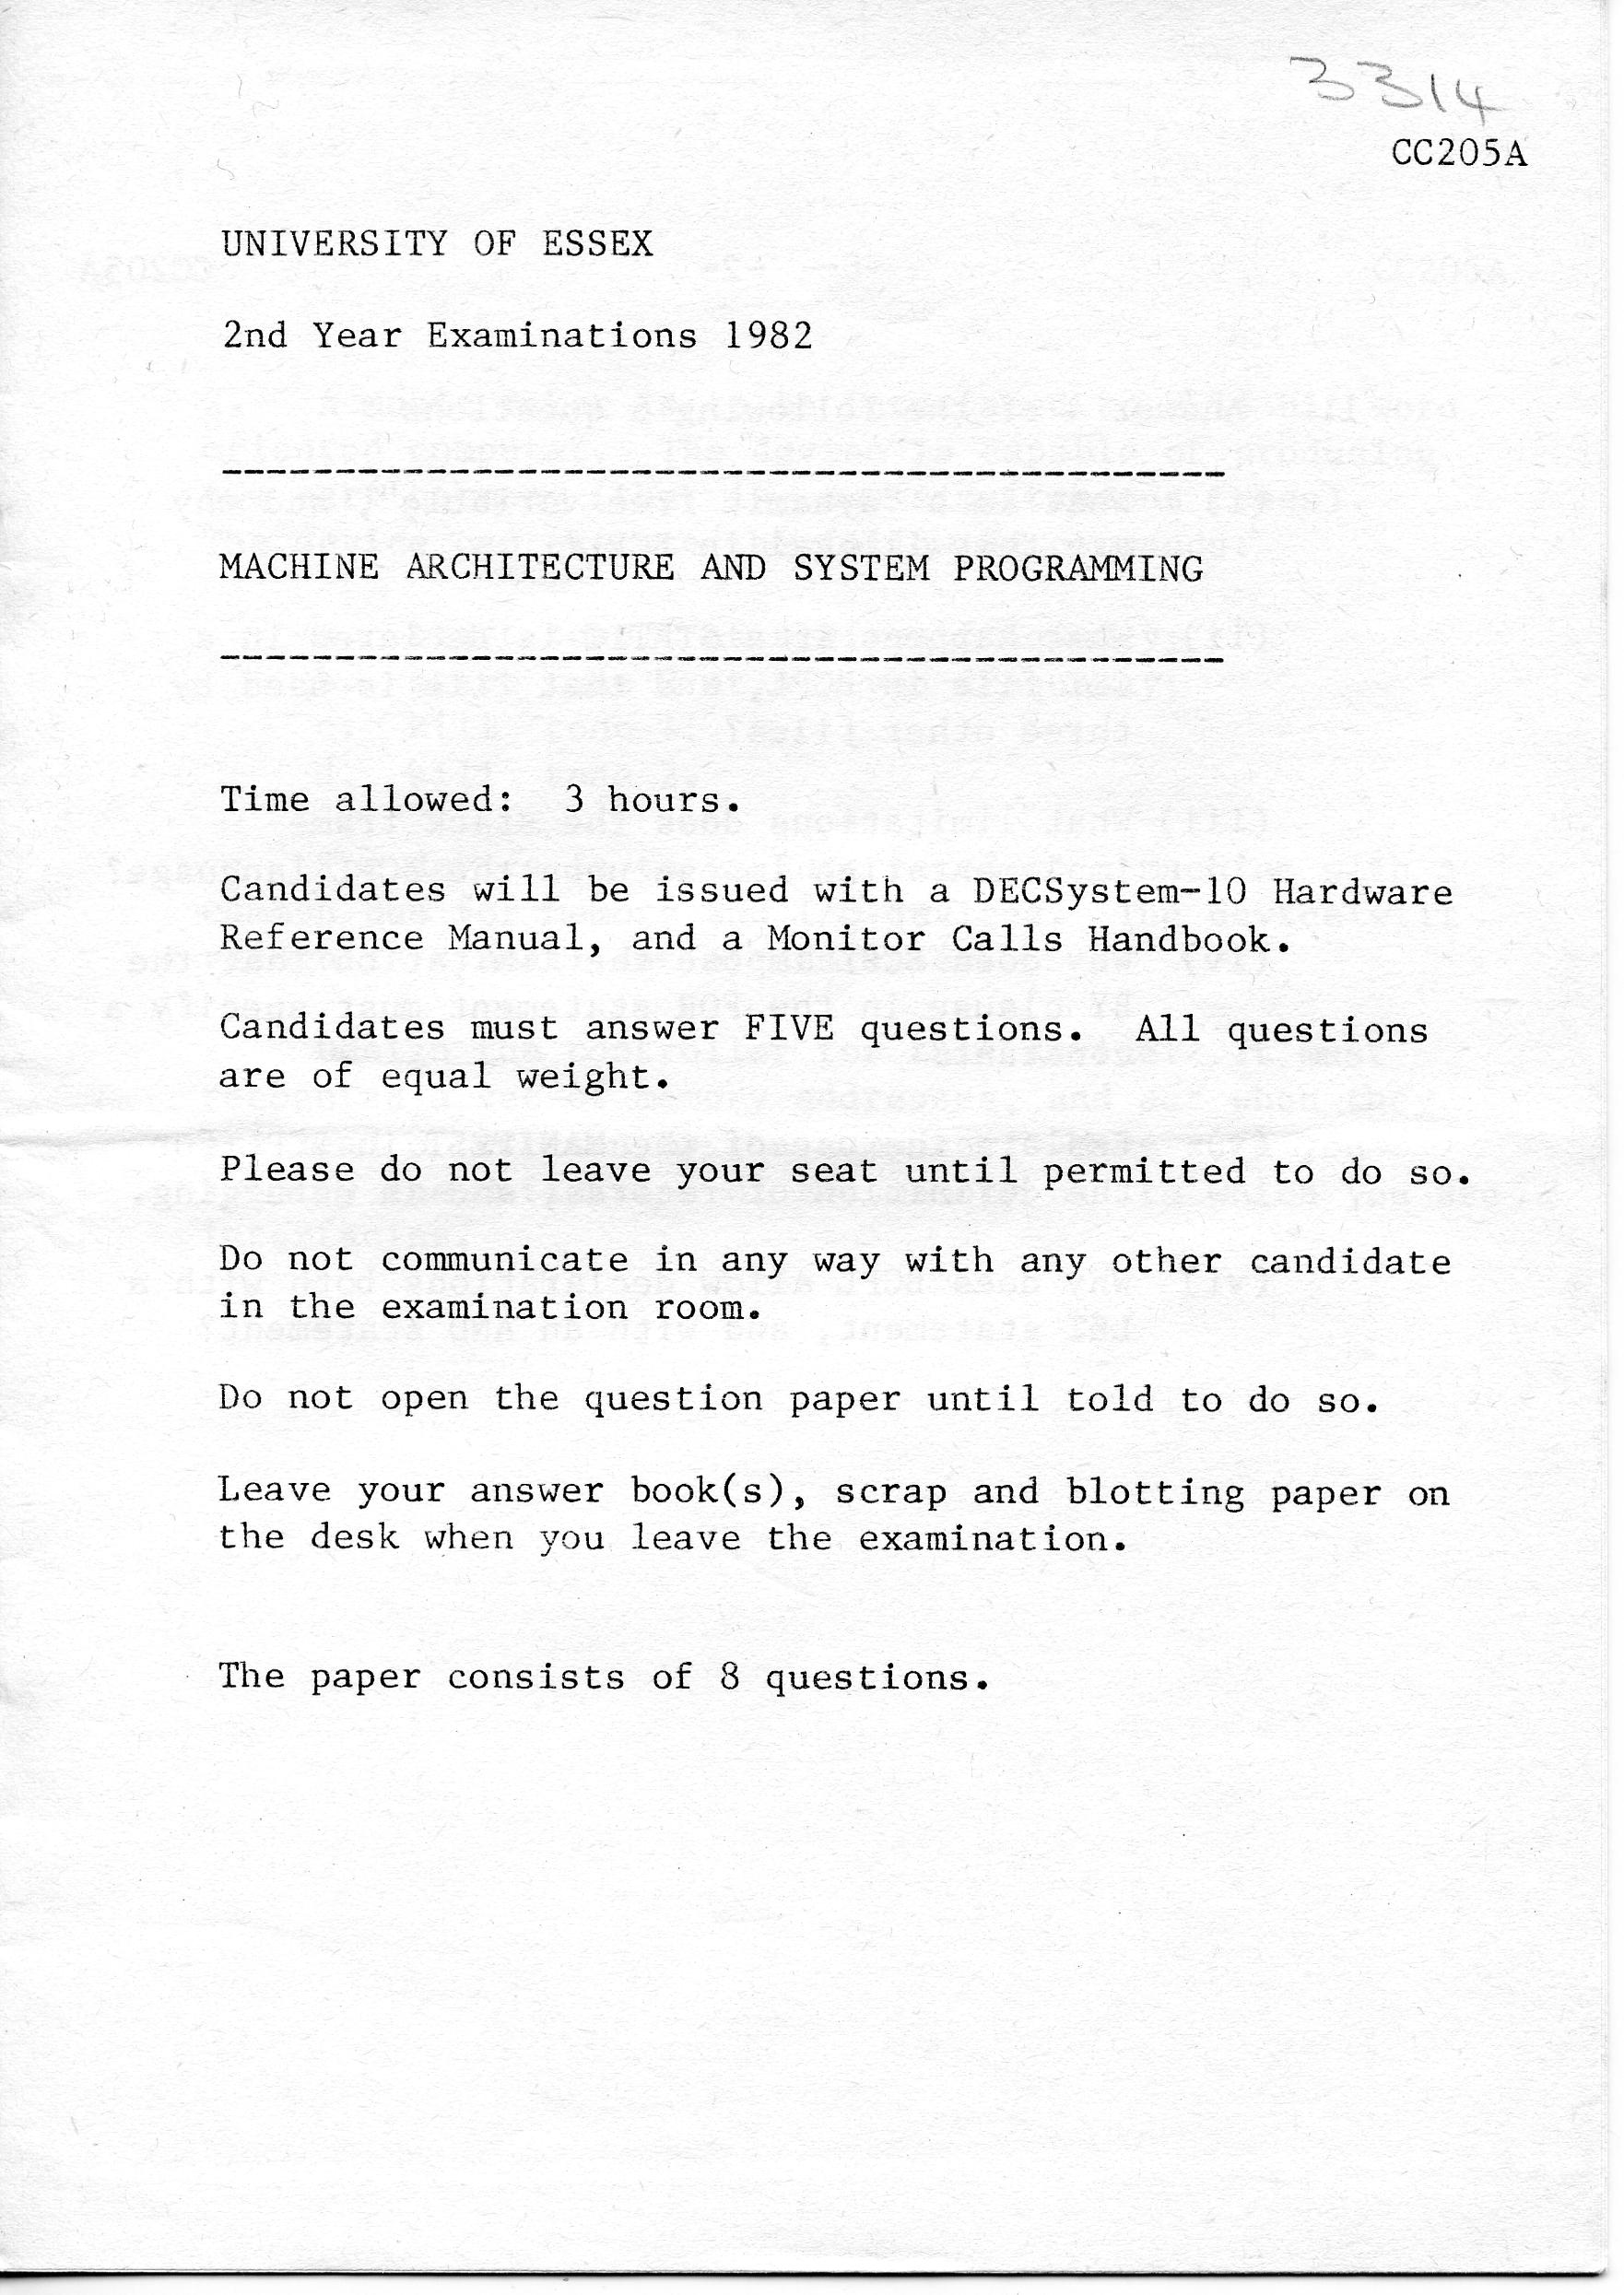 3314
CC205A
UNIVERSITY OF ESSEX
2nd Year Examinations 1982
--------------------------------------------
MACHINE ARCHITECTURE AND SYSTEM PROGRAMMING
--------------------------------------------
Time allowed: 3 hours.
Candidates will be issued with a DECSystem-10 Hardware
Reference Manual, and a Monitor Calls Handbook.
Candidates must answer FIVE questions. All questions
are of equal weight.
Please do not leave your seat until permitted to do so.
Do not communicate in any way with any other candidate
in the examination room.
Do not open the question paper until told to do so.
Leave your answer book(s), scrap and blotting paper on
the desk when you leave the examination.
The paper consists of 8 questions.